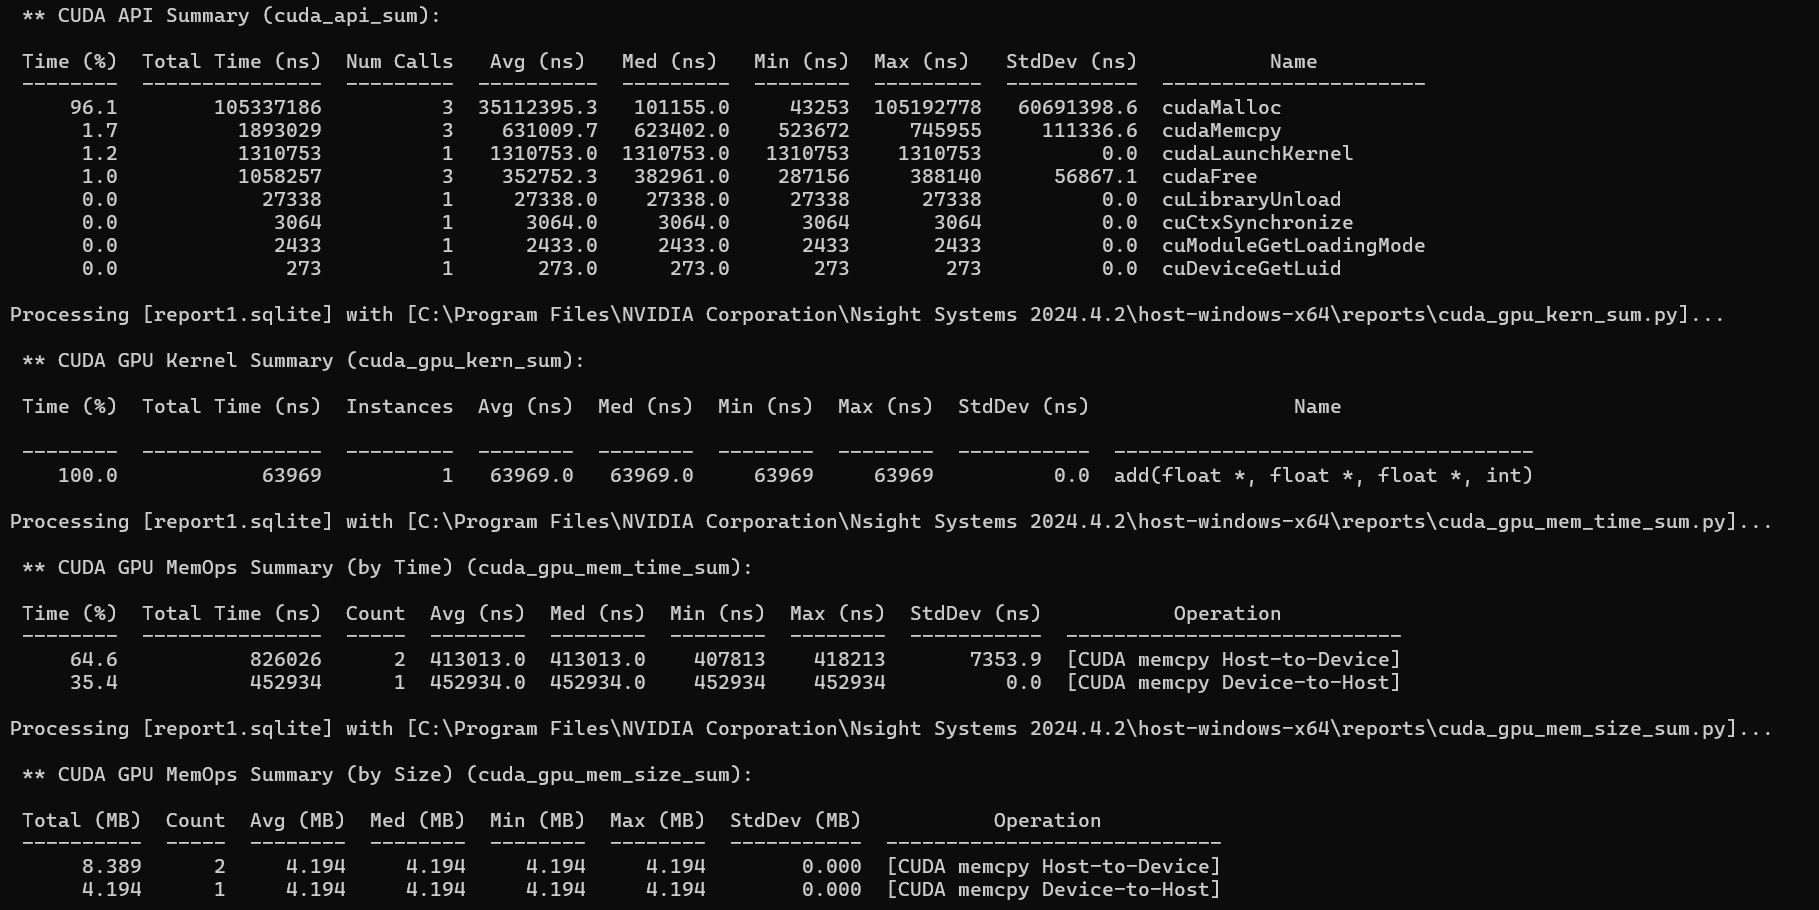 ** CUDA API Summary (cuda_api_sum):
Time (%)  Total Time (ns)  Num Calls   Avg (ns)   Med (ns)   Min (ns)  Max (ns)   StdDev (ns)           Name
--------  ---------------  ---------  ----------  ---------  --------  ---------  -----------  ----------------------
96.1        105337186          3  35112395.3   101155.0     43253  105192778   60691398.6  cudaMalloc
1.7          1893029          3    631009.7   623402.0    523672     745955     111336.6  cudaMemcpy
1.2          1310753          1   1310753.0  1310753.0   1310753    1310753          0.0  cudaLaunchKernel
1.0          1058257          3    352752.3   382961.0    287156     388140      56867.1  cudaFree
0.0            27338          1     27338.0    27338.0     27338      27338          0.0  cuLibraryUnload
0.0             3064          1      3064.0     3064.0      3064       3064          0.0  cuCtxSynchronize
0.0             2433          1      2433.0     2433.0      2433       2433          0.0  cuModuleGetLoadingMode
0.0              273          1       273.0      273.0       273        273          0.0  cuDeviceGetLuid
Processing [report1.sqlite] with [C:\Program Files\NVIDIA Corporation\Nsight Systems 2024.4.2\host-windows-x64\reports\cuda_gpu_kern_sum.py]...
** CUDA GPU Kernel Summary (cuda_gpu_kern_sum):
Time (%)  Total Time (ns)  Instances  Avg (ns)  Med (ns)  Min (ns)  Max (ns)  StdDev (ns)                 Name
--------  ---------------  ---------  --------  --------  --------  --------  -----------  -----------------------------------
100.0            63969          1   63969.0   63969.0     63969     63969          0.0  add(float *, float *, float *, int)
Processing [report1.sqlite] with [C:\Program Files\NVIDIA Corporation\Nsight Systems 2024.4.2\host-windows-x64\reports\cuda_gpu_mem_time_sum.py]...
** CUDA GPU MemOps Summary (by Time) (cuda_gpu_mem_time_sum):
Time (%)  Total Time (ns)  Count  Avg (ns)  Med (ns)  Min (ns)  Max (ns)  StdDev (ns)           Operation
--------  ---------------  -----  --------  --------  --------  --------  -----------  ----------------------------
64.6           826026      2  413013.0  413013.0    407813    418213       7353.9  [CUDA memcpy Host-to-Device]
35.4           452934      1  452934.0  452934.0    452934    452934          0.0  [CUDA memcpy Device-to-Host]
Processing [report1.sqlite] with [C:\Program Files\NVIDIA Corporation\Nsight Systems 2024.4.2\host-windows-x64\reports\cuda_gpu_mem_size_sum.py]...
** CUDA GPU MemOps Summary (by Size) (cuda_gpu_mem_size_sum):
Total (MB)  Count  Avg (MB)  Med (MB)  Min (MB)  Max (MB)  StdDev (MB)           Operation
----------  -----  --------  --------  --------  --------  -----------  ----------------------------
8.389      2     4.194     4.194     4.194     4.194        0.000  [CUDA memcpy Host-to-Device]
4.194      1     4.194     4.194     4.194     4.194        0.000  [CUDA memcpy Device-to-Host]